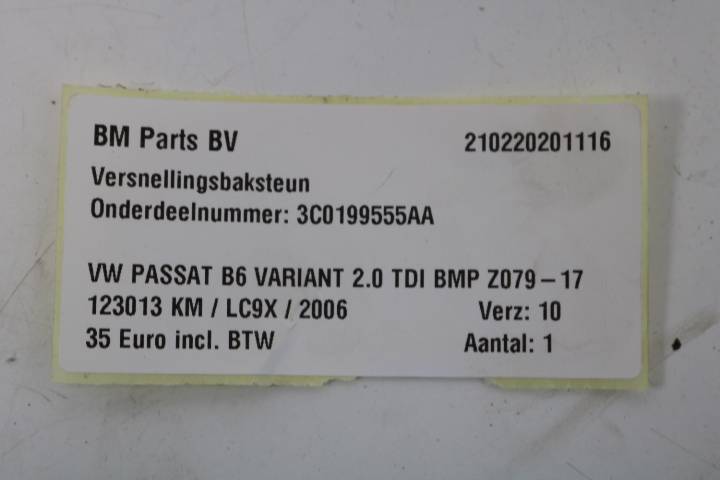 BM Parts BV 210220201116
Versnellingsbaksteun
Onderdeelnummer: 3C0199555AA
VW PASSAT B6 VARIANT 2.0 TDI BMP Z079-17
123013 KM / LC9X / 2006 Verz: 10
35 Euro incl. BTW Aantal: 1